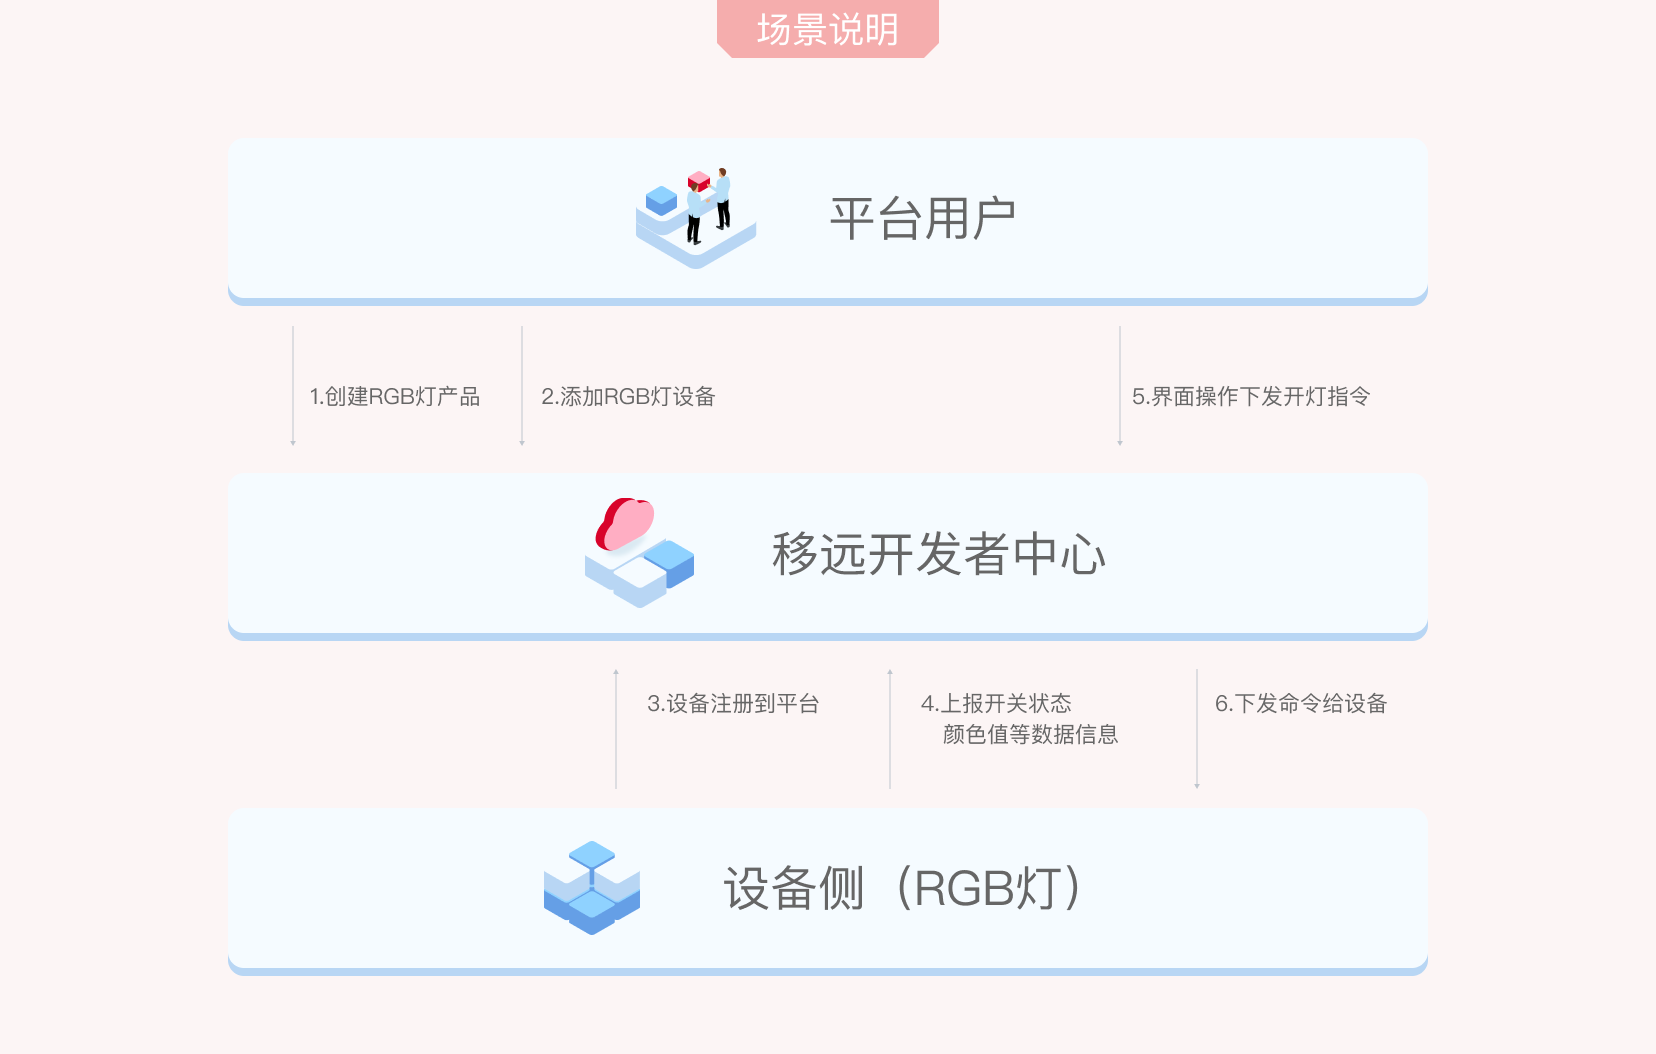 场景说明
平台用户
1.创建RGB灯产品
2.添加RGB灯设备
5.界面操作下发开灯指令
移远开发者中心
3.设备注册到平台
4.上报开关状态
颜色值等数据信息
6.下发命令给设备
设备侧（RGB灯）